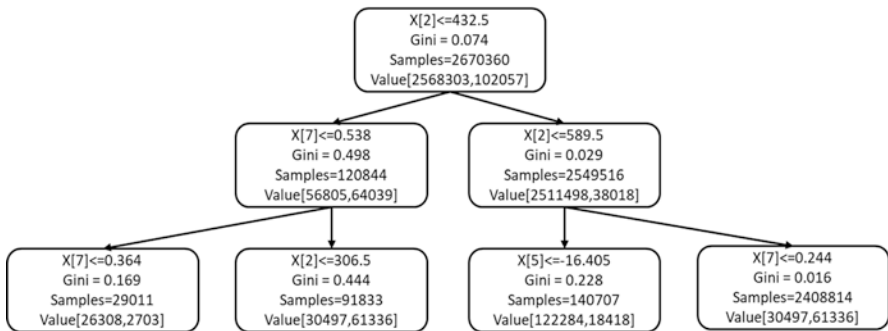 X[2]<=432.5
Gini = 0.074
Samples=2670360
Value[2568303,102057]
X[7]<=0.538
Gini = 0.498
Samples=120844
Value[56805,64039]
X[2]<=589.5
Gini = 0.029
Samples=2549516
Value[2511498,38018]
X[7]<=0.364
Gini = 0.169
Samples=29011
Value[26308,2703]
X[2]<=306.5
Gini = 0.444
Samples=91833
Value[30497,61336]
X[5]<=-16.405
Gini = 0.228
Samples=140707
Value[122284,18418]
X[7]<=0.244
Gini = 0.016
Samples=2408814
Value[30497,61336]